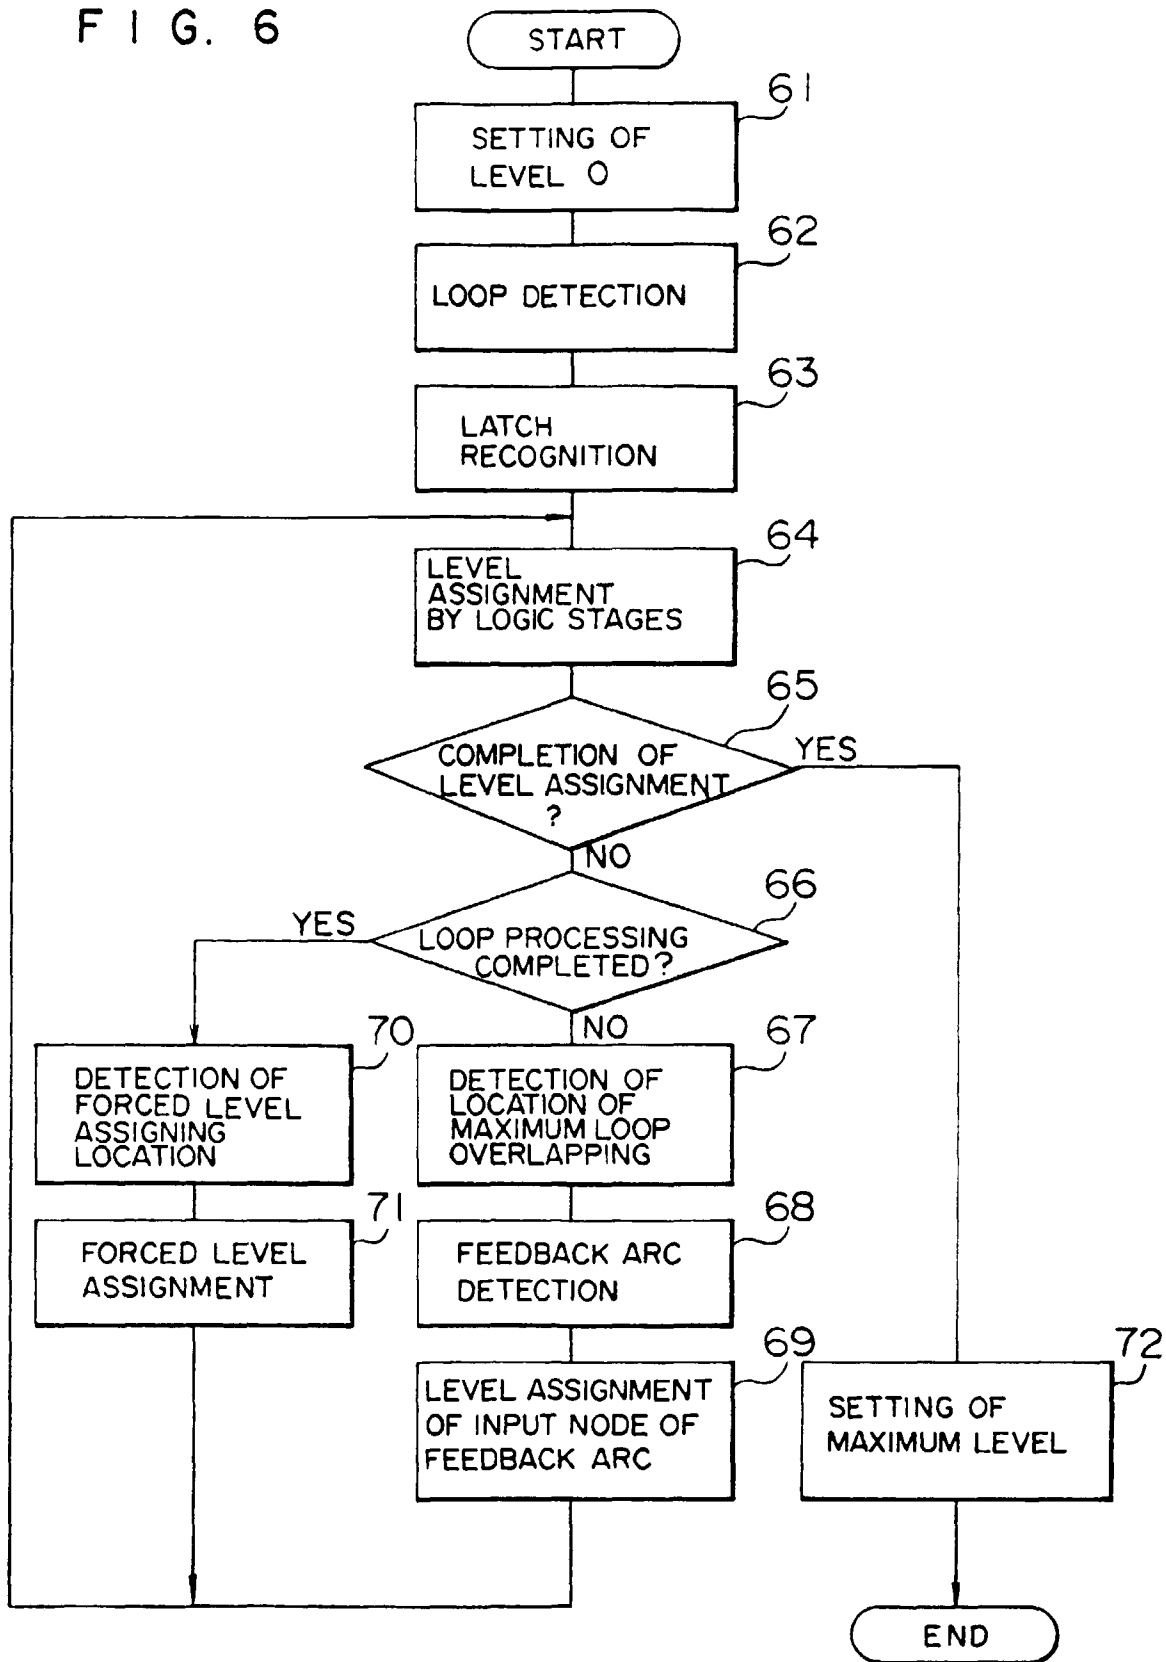 FIG. 6
START
61
SETTING OF
LEVEL 0
62
LOOP DETECTION
63
LATCH
RECOGNITION
64
LEVEL
ASSIGNMENT
BY LOGIC STAGES
65
COMPLETION OF
LEVEL ASSIGNMENT
?
YES
NO
66
YES
LOOP PROCESSING
COMPLETED?
NO
70
DETECTION OF
FORCED LEVEL
ASSIGNING
LOCATION
67
DETECTION OF
LOCATION OF
MAXIMUM LOOP
OVERLAPPING
71
FORCED LEVEL
ASSIGNMENT
68
FEEDBACK ARC
DETECTION
69
LEVEL ASSIGNMENT
OF INPUT NODE OF
FEEDBACK ARC
72
SETTING OF
MAXIMUM LEVEL
END